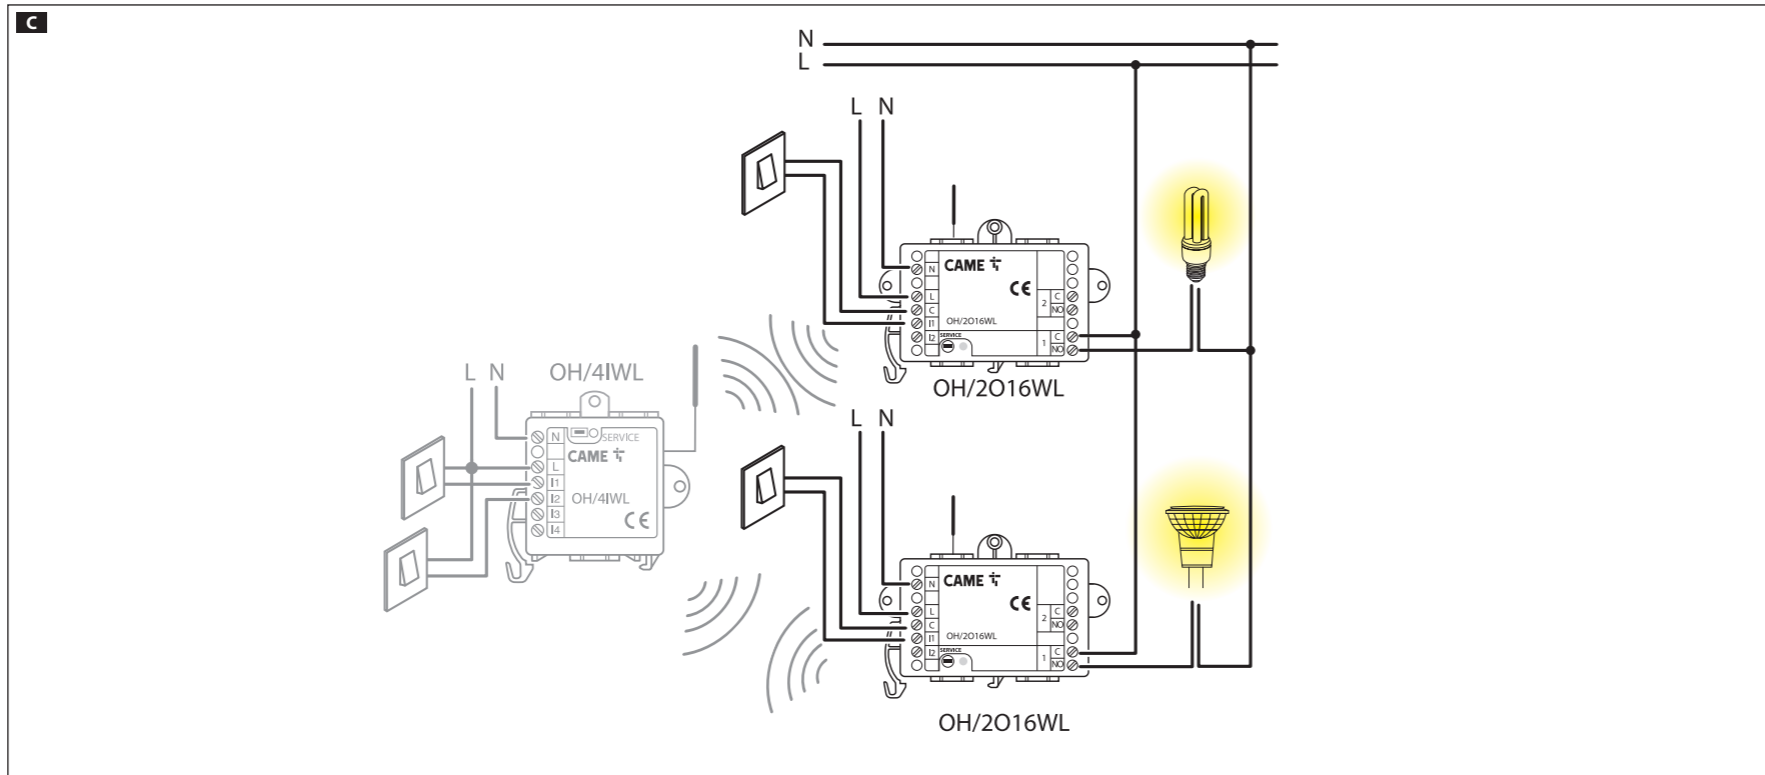 C
N
L
L N
N
L
C
I1
I2
CAME
CE
OH/2O16WL
SERVICE
2 C
NO
1 C
NO
OH/2O16WL
L N OH/4IWL
N
L
I1
I2
I3
I4
SERVICE
CAME
OH/4IWL
CE
L N
N
L
C
I1
I2
CAME
CE
OH/2O16WL
SERVICE
2 C
NO
1 C
NO
OH/2O16WL